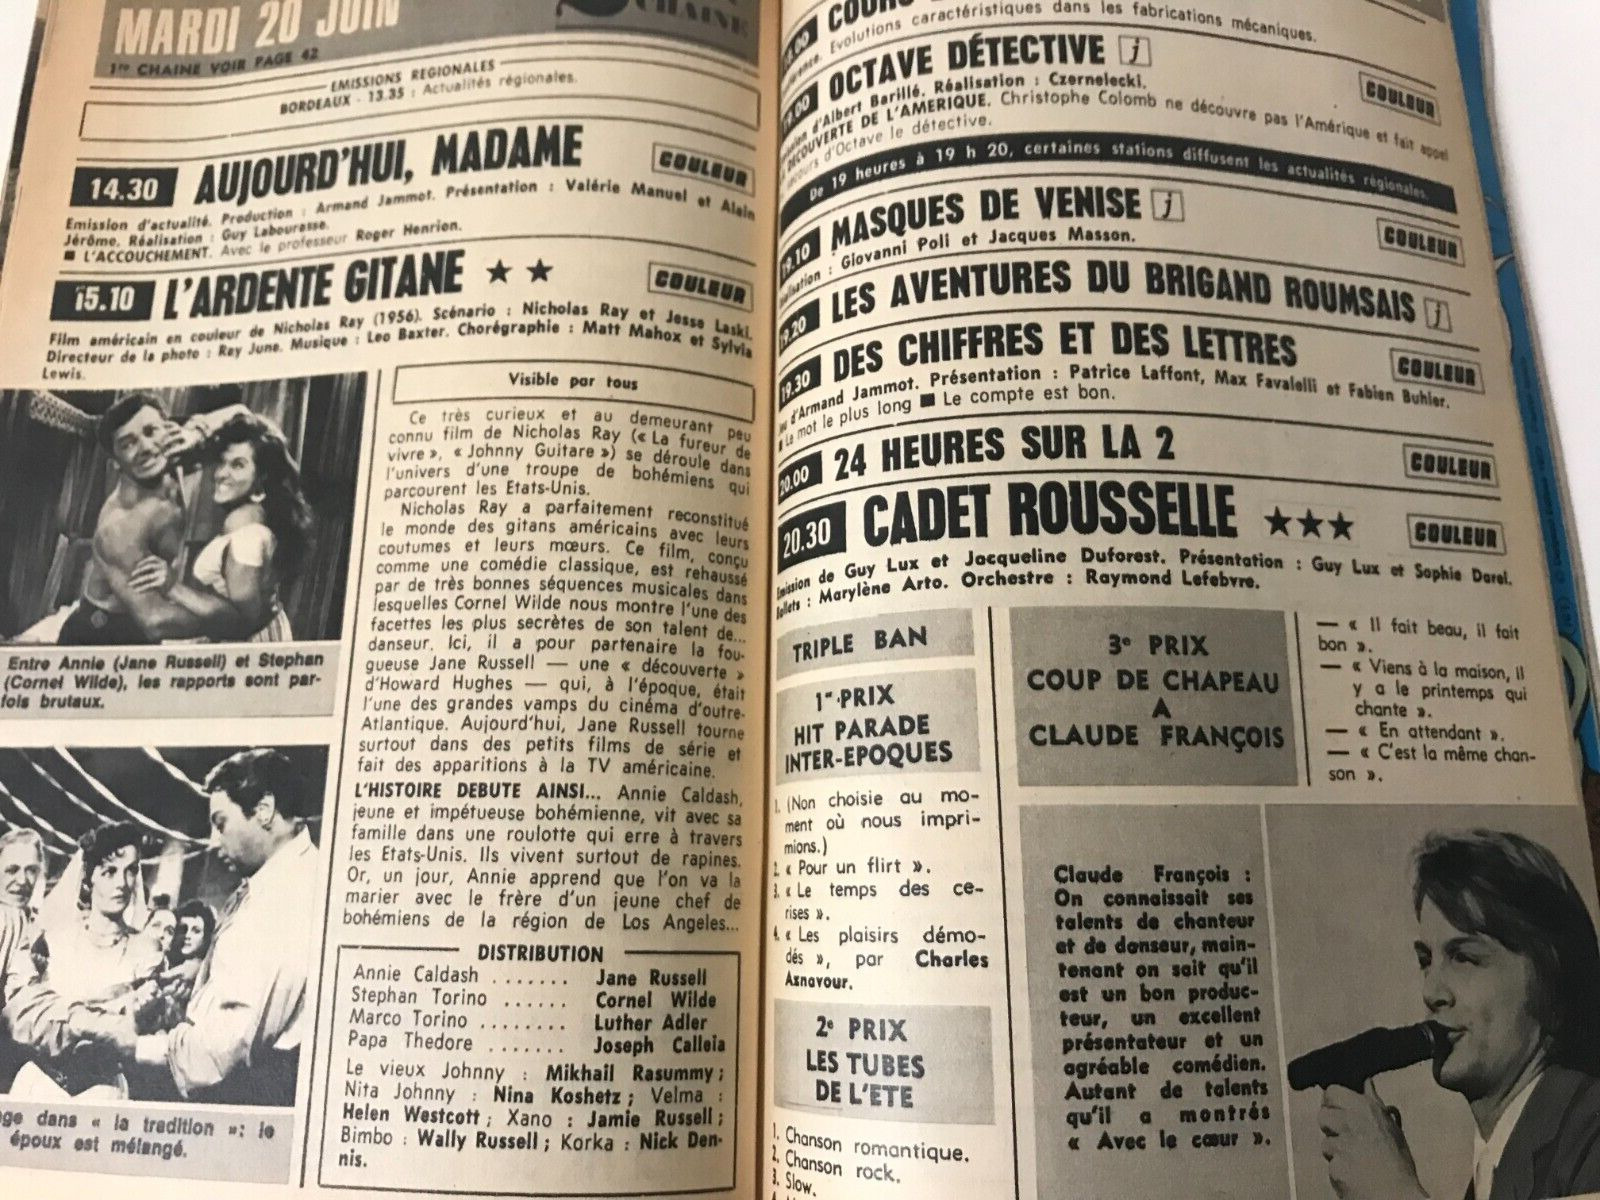 MARDI 20 JUIN
CHAINE
1re CHAINE VOIR PAGE 42
EMISSIONS REGIONALES
BORDEAUX - 13.35 : Actualités régionales.
14.30 AUJOURD'HUI, MADAME COULEUR
Emission d'actualité. Production : Armand Jammot. Présentation : Valérie Manuel et Alain
Jérôme. Réalisation : Guy Labouresse.
■ L'ACCOUCHEMENT. Avec le professeur Roger Henrion.
15.10 L'ARDENTE GITANE ★ ★ COULEUR
Film américain en couleur de Nicholas Ray (1956). Scénario : Nicholas Ray et Jesse Laski.
Directeur de la photo : Ray June. Musique : Leo Baxter. Chorégraphie : Matt Mahox et Sylvia
Lewis.
Visible par tous
Ce très curieux et au demeurant peu
connu film de Nicholas Ray (« La fureur de
vivre », « Johnny Guitare ») se déroule dans
l'univers d'une troupe de bohémiens qui
parcourent les Etats-Unis.
Nicholas Ray a parfaitement reconstitué
le monde des gitans américains avec leurs
coutumes et leurs mœurs. Ce film, conçu
comme une comédie classique, est rehaussé
par de très bonnes séquences musicales dans
lesquelles Cornel Wilde nous montre l'une des
facettes les plus secrètes de son talent de...
danseur. Ici, il a pour partenaire la fou-
gueuse Jane Russell — une « découverte »
d'Howard Hughes — qui, à l'époque, était
l'une des grandes vamps du cinéma d'outre-
Atlantique. Aujourd'hui, Jane Russell tourne
surtout dans des petits films de série et
fait des apparitions à la TV américaine.
L'HISTOIRE DEBUTE AINSI... Annie Caldash,
jeune et impétueuse bohémienne, vit avec sa
famille dans une roulotte qui erre à travers
les Etats-Unis. Ils vivent surtout de rapines.
Or, un jour, Annie apprend que l'on va la
marier avec le frère d'un jeune chef de
bohémiens de la région de Los Angeles...
Entre Annie (Jane Russell) et Stephan
(Cornel Wilde), les rapports sont par-
fois brutaux.
dans « la tradition »: le
époux est mélangé.
DISTRIBUTION
Annie Caldash ....... Jane Russell
Stephan Torino ...... Cornel Wilde
Marco Torino ........ Luther Adler
Papa Thedore ....... Joseph Calleia
Le vieux Johnny : Mikhail Rasummy;
Nita Johnny : Nina Koshetz; Velma :
Helen Westcott; Xano : Jamie Russell;
Bimbo : Wally Russell; Korka : Nick Den-
nis.
COURS
Evolutions caractéristiques dans les fabrications mécaniques.
19.00 OCTAVE DÉTECTIVE j COULEUR
d'Albert Barillé. Réalisation : Czernelecki.
DECOUVERTE DE L'AMERIQUE. Christophe Colomb ne découvre pas l'Amérique et fait appel
d'Octave le détective.
De 19 heures à 19 h 20, certaines stations diffusent les actualités régionales.
19.10 MASQUES DE VENISE j COULEUR
Réalisation : Giovanni Poli et Jacques Masson.
19.20 LES AVENTURES DU BRIGAND ROUMSAIS j
19.30 DES CHIFFRES ET DES LETTRES COULEUR
Jeu d'Armand Jammot. Présentation : Patrice Laffont, Max Favalelli et Fabien Buhler.
■ Le mot le plus long ■ Le compte est bon.
20.00 24 HEURES SUR LA 2 COULEUR
20.30 CADET ROUSSELLE ★★★ COULEUR
Emission de Guy Lux et Jacqueline Duforest. Présentation : Guy Lux et Sophie Darel.
Ballets : Marylène Arto. Orchestre : Raymond Lefebvre.
TRIPLE BAN
1er PRIX
HIT PARADE
INTER-EPOQUES
1. (Non choisie au mo-
ment où nous impri-
mions.)
2. « Pour un flirt ».
3. « Le temps des ce-
rises ».
4. « Les plaisirs démo-
dés », par Charles
Aznavour.
2e PRIX
LES TUBES
DE L'ETE
1. Chanson romantique.
2. Chanson rock.
3. Slow.
3e PRIX
COUP DE CHAPEAU
A
CLAUDE FRANÇOIS
— « Il fait beau, il fait
bon ».
— « Viens à la maison, il
y a le printemps qui
chante ».
— « En attendant ».
— « C'est la même chan-
son ».
Claude François :
On connaissait ses
talents de chanteur
et de danseur, main-
tenant on sait qu'il
est un bon produc-
teur, un excellent
présentateur et un
agréable comédien.
Autant de talents
qu'il a montrés
« Avec le cœur ».